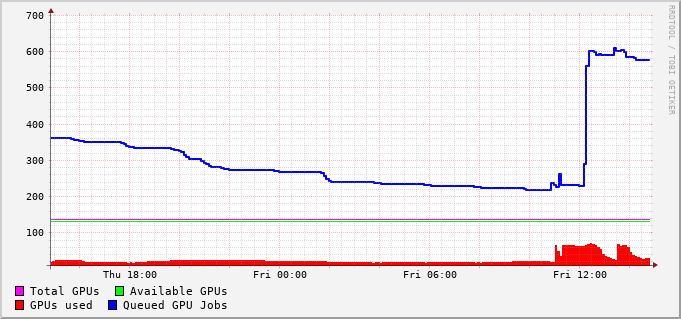 700
600
500
400
300
200
100
Thu 18:00 Fri 00:00 Fri 06:00 Fri 12:00
Total GPUs Available GPUs
GPUs used Queued GPU Jobs
RRDTOOL / TOBI OETIKER